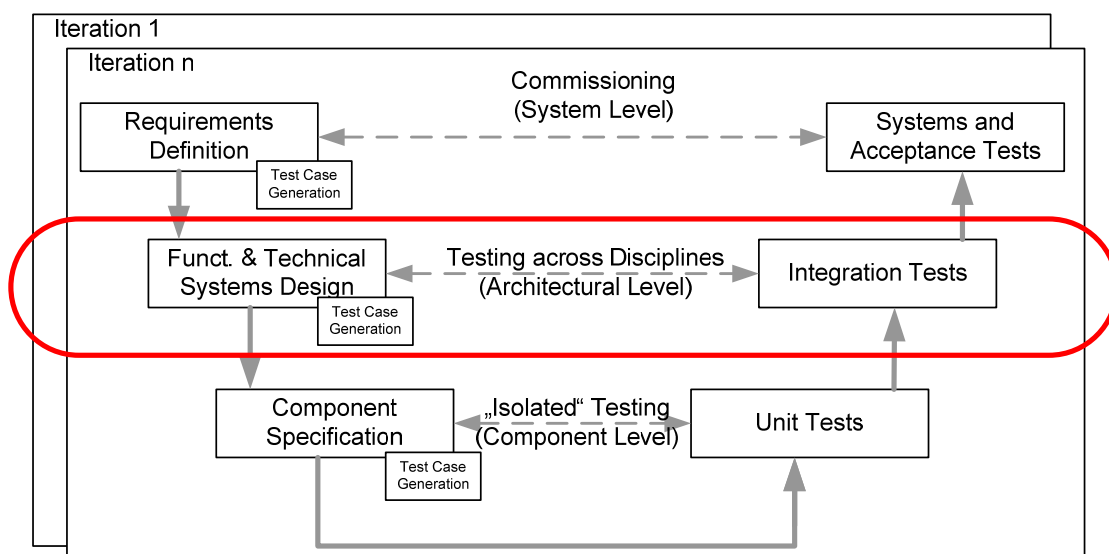 Iteration 1
Iteration n
Commissioning
(System Level)
Requirements
Definition
Systems and
Acceptance Tests
Test Case
Generation
Funct. & Technical
Systems Design
Testing across Disciplines
(Architectural Level)
Integration Tests
Test Case
Generation
Component
Specification
„Isolated“ Testing
(Component Level)
Unit Tests
Test Case
Generation